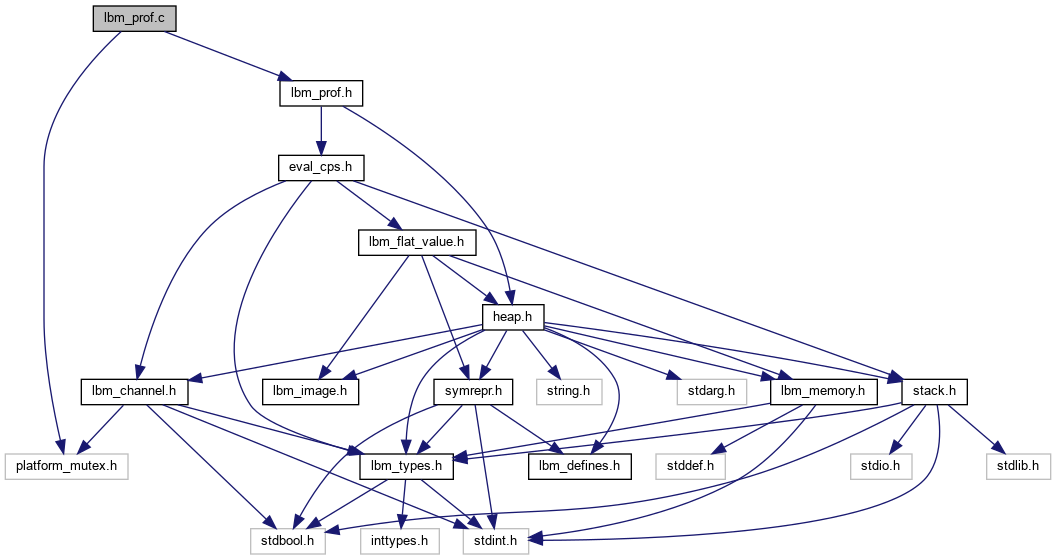 lbm_prof.c
lbm_prof.h
eval_cps.h
lbm_flat_value.h
heap.h
lbm_channel.h
lbm_image.h
symrepr.h
string.h
stdarg.h
lbm_memory.h
stack.h
platform_mutex.h
lbm_types.h
lbm_defines.h
stddef.h
stdio.h
stdlib.h
stdbool.h
inttypes.h
stdint.h